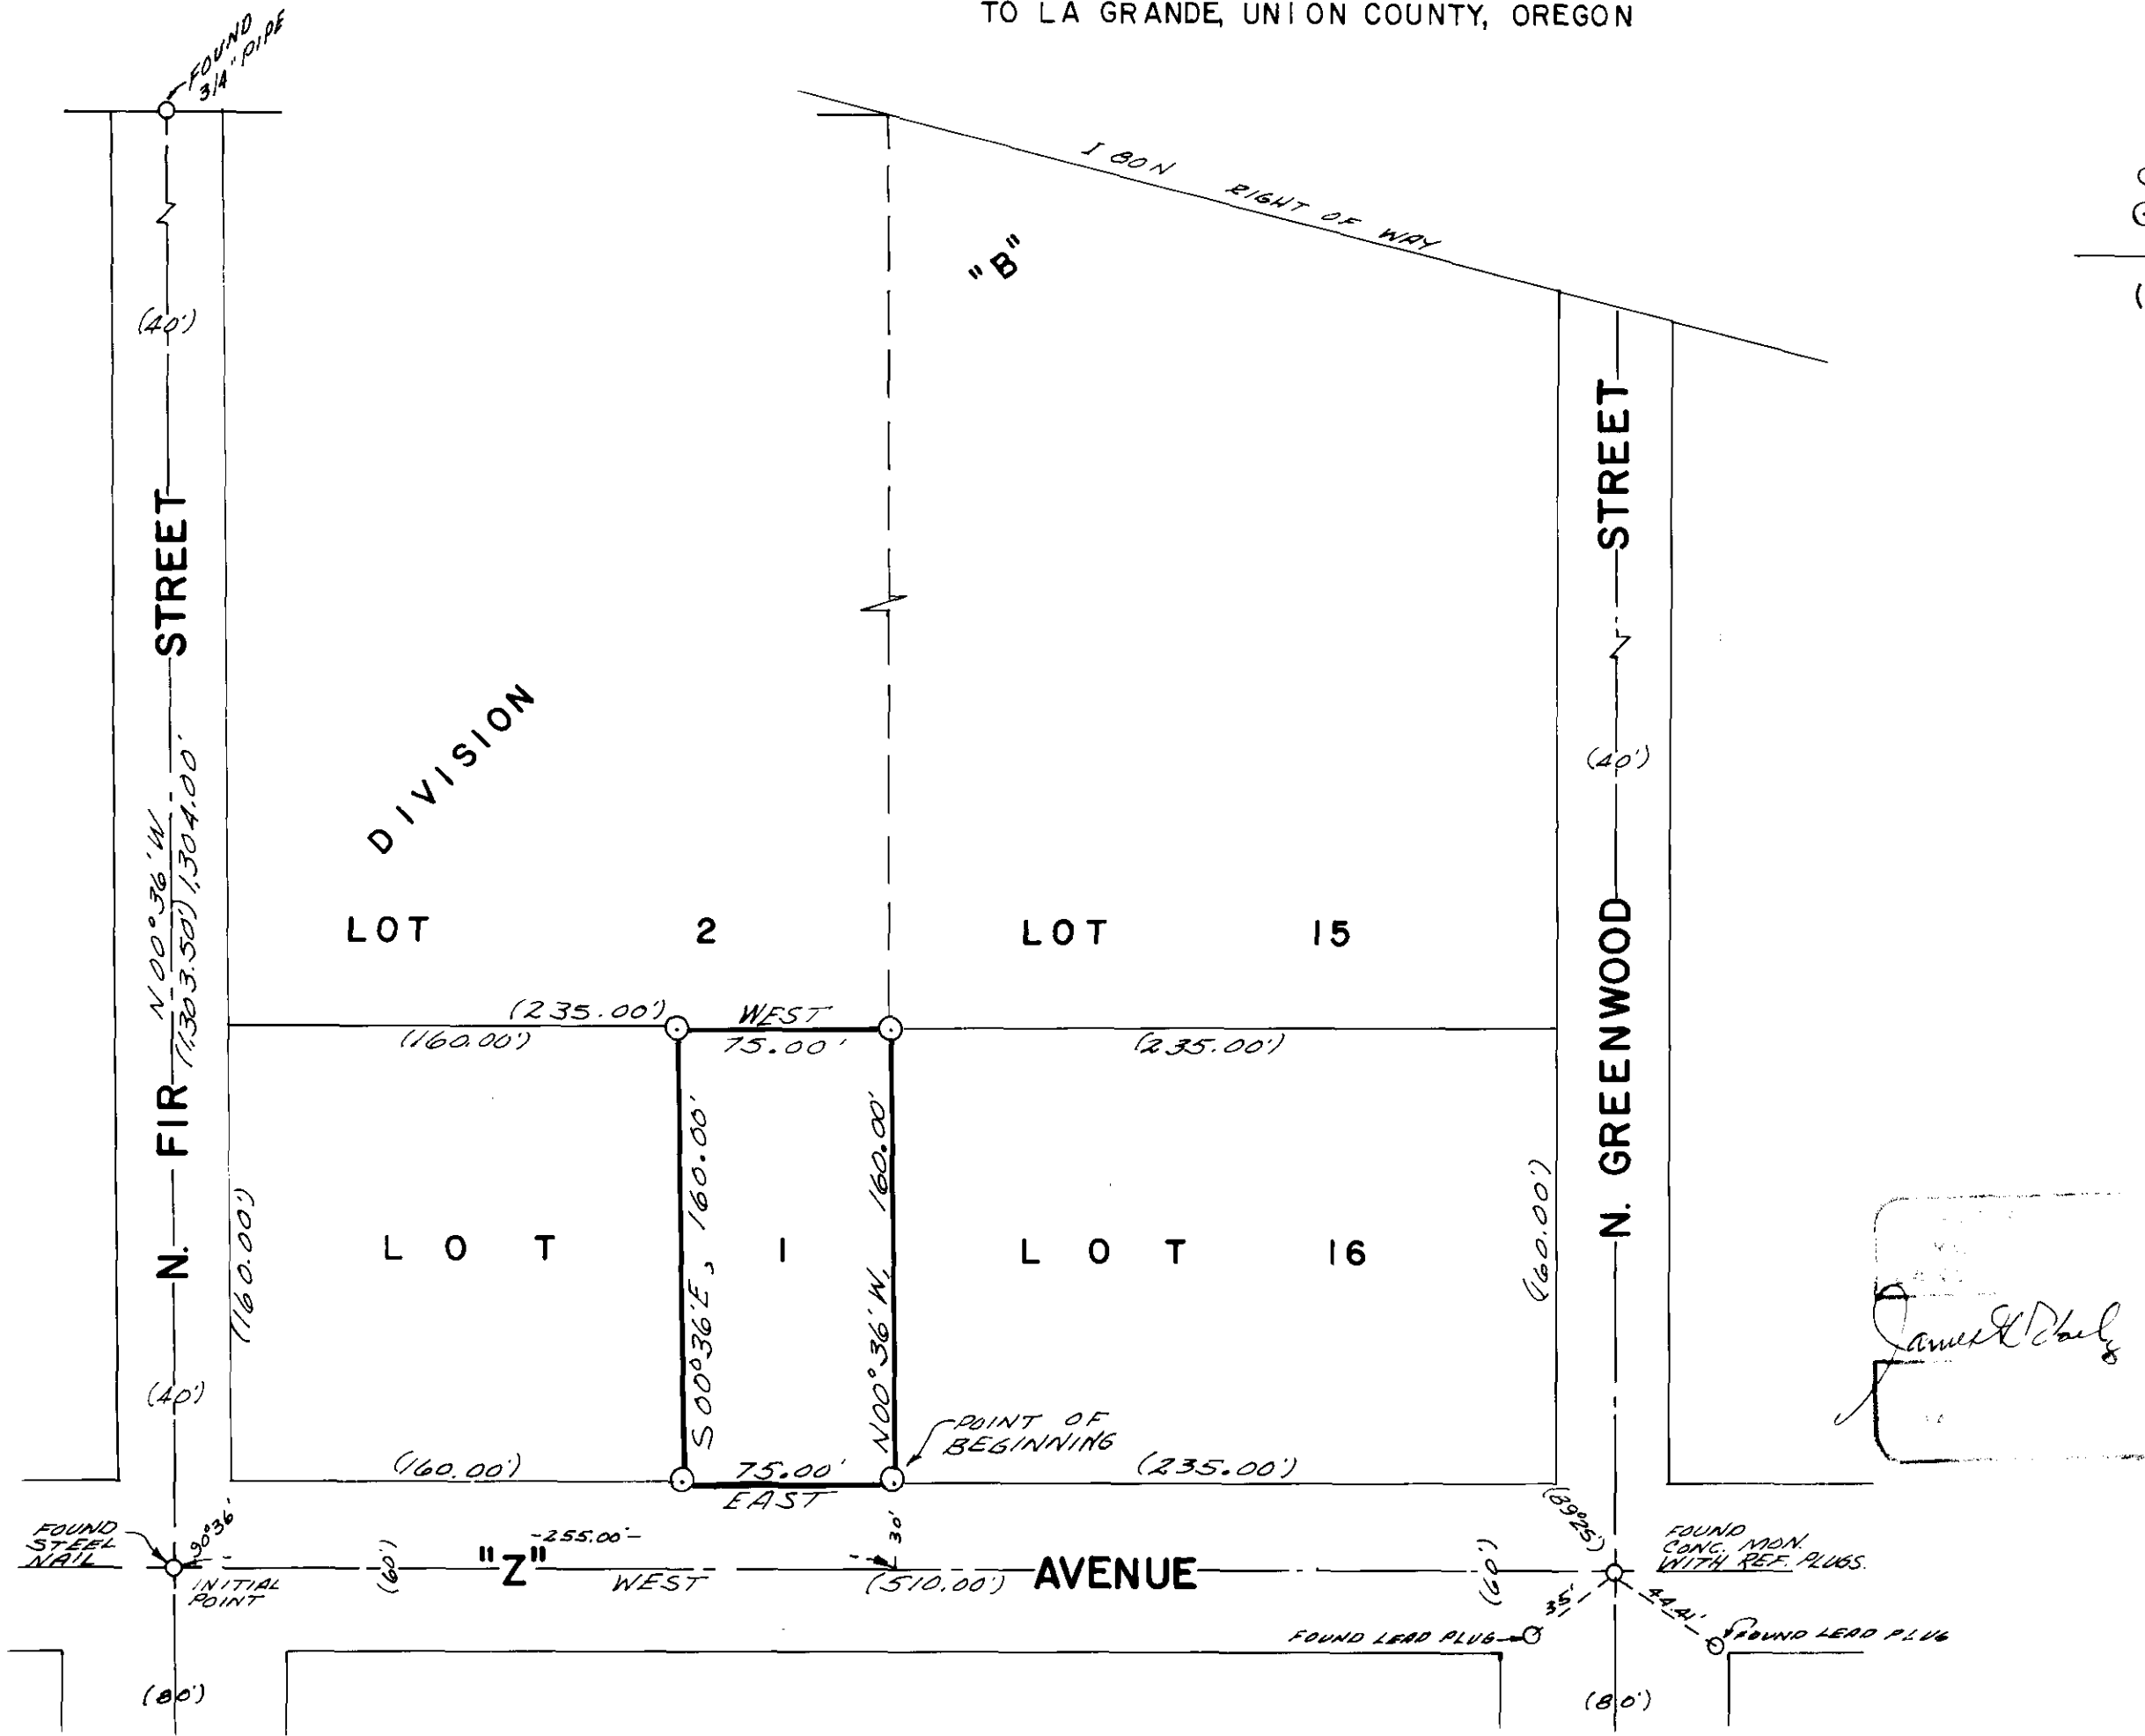 TO LA GRANDE, UNION COUNTY, OREGON
FOUND
3/4" PIPE
I 80N RIGHT OF WAY
"B"
(40')
STREET
STREET
DIVISION
(40')
N 00°36'W
(1,303.50') 1,304.00'
LOT 2
LOT 15
(235.00')
WEST
(160.00')
75.00'
(235.00')
N. FIR
N. GREENWOOD
S 00°36'E, 160.00'
N 00°36'W, 160.00'
(160.00')
(160.00')
LOT 1
LOT 16
(40')
POINT OF
BEGINNING
(160.00')
75.00'
(235.00')
EAST
FOUND
STEEL
NAIL
90°36'
-255.00'-
30'
(89°25')
FOUND
CONC. MON.
WITH REF. PLUGS.
INITIAL
POINT
(60')
"Z" AVENUE
WEST
(510.00')
(60')
35'
44.41'
FOUND LEAD PLUG
FOUND LEAD PLUG
(80')
(80')